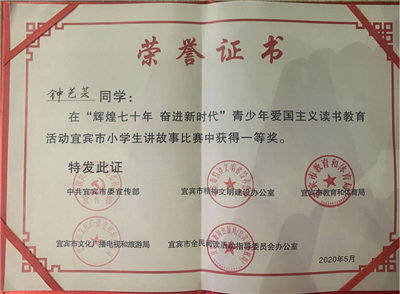 荣誉证书
钟艺芸 同学：
在“辉煌七十年 奋进新时代”青少年爱国主义读书教育
活动宜宾市小学生讲故事比赛中获得一等奖。
特发此证
中共宜宾市委宣传部 宜宾市精神文明建设办公室 宜宾市教育和体育局
宜宾市文化广播电视和旅游局 宜宾市全民阅读活动指导委员会办公室
2020年5月